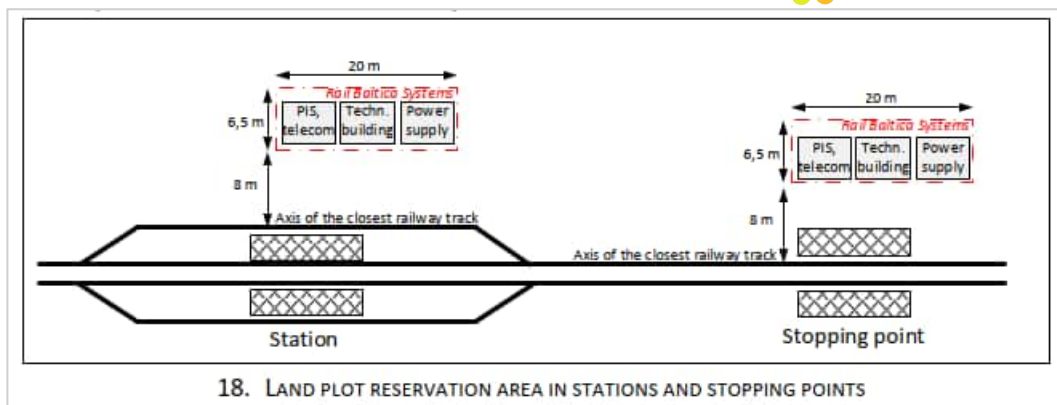 20 m
Rail Baltica Systems
PIS, telecom
Techn. building
Power supply
6,5 m
8 m
Axis of the closest railway track
Station
20 m
Rail Baltica Systems
PIS, telecom
Techn. building
Power supply
6,5 m
8 m
Axis of the closest railway track
Stopping point
18. LAND PLOT RESERVATION AREA IN STATIONS AND STOPPING POINTS